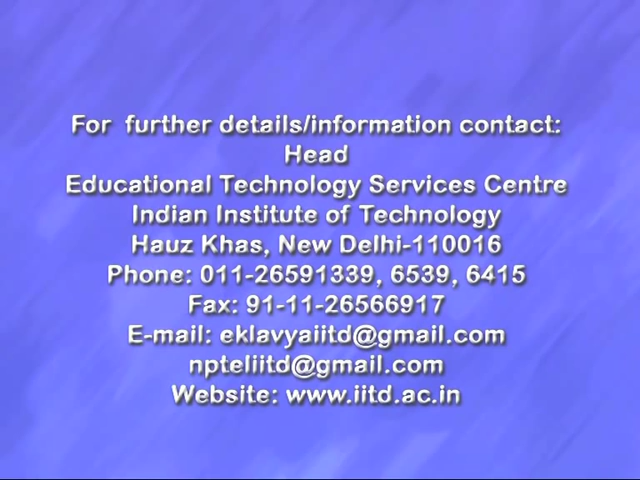 For further details/information contact:
Head
Educational Technology Services Centre
Indian Institute of Technology
Hauz Khas, New Delhi-110016
Phone: 011-26591339, 6539, 6415
Fax: 91-11-26566917
E-mail: eklavyaiitd@gmail.com
npteliitd@gmail.com
Website: www.iitd.ac.in